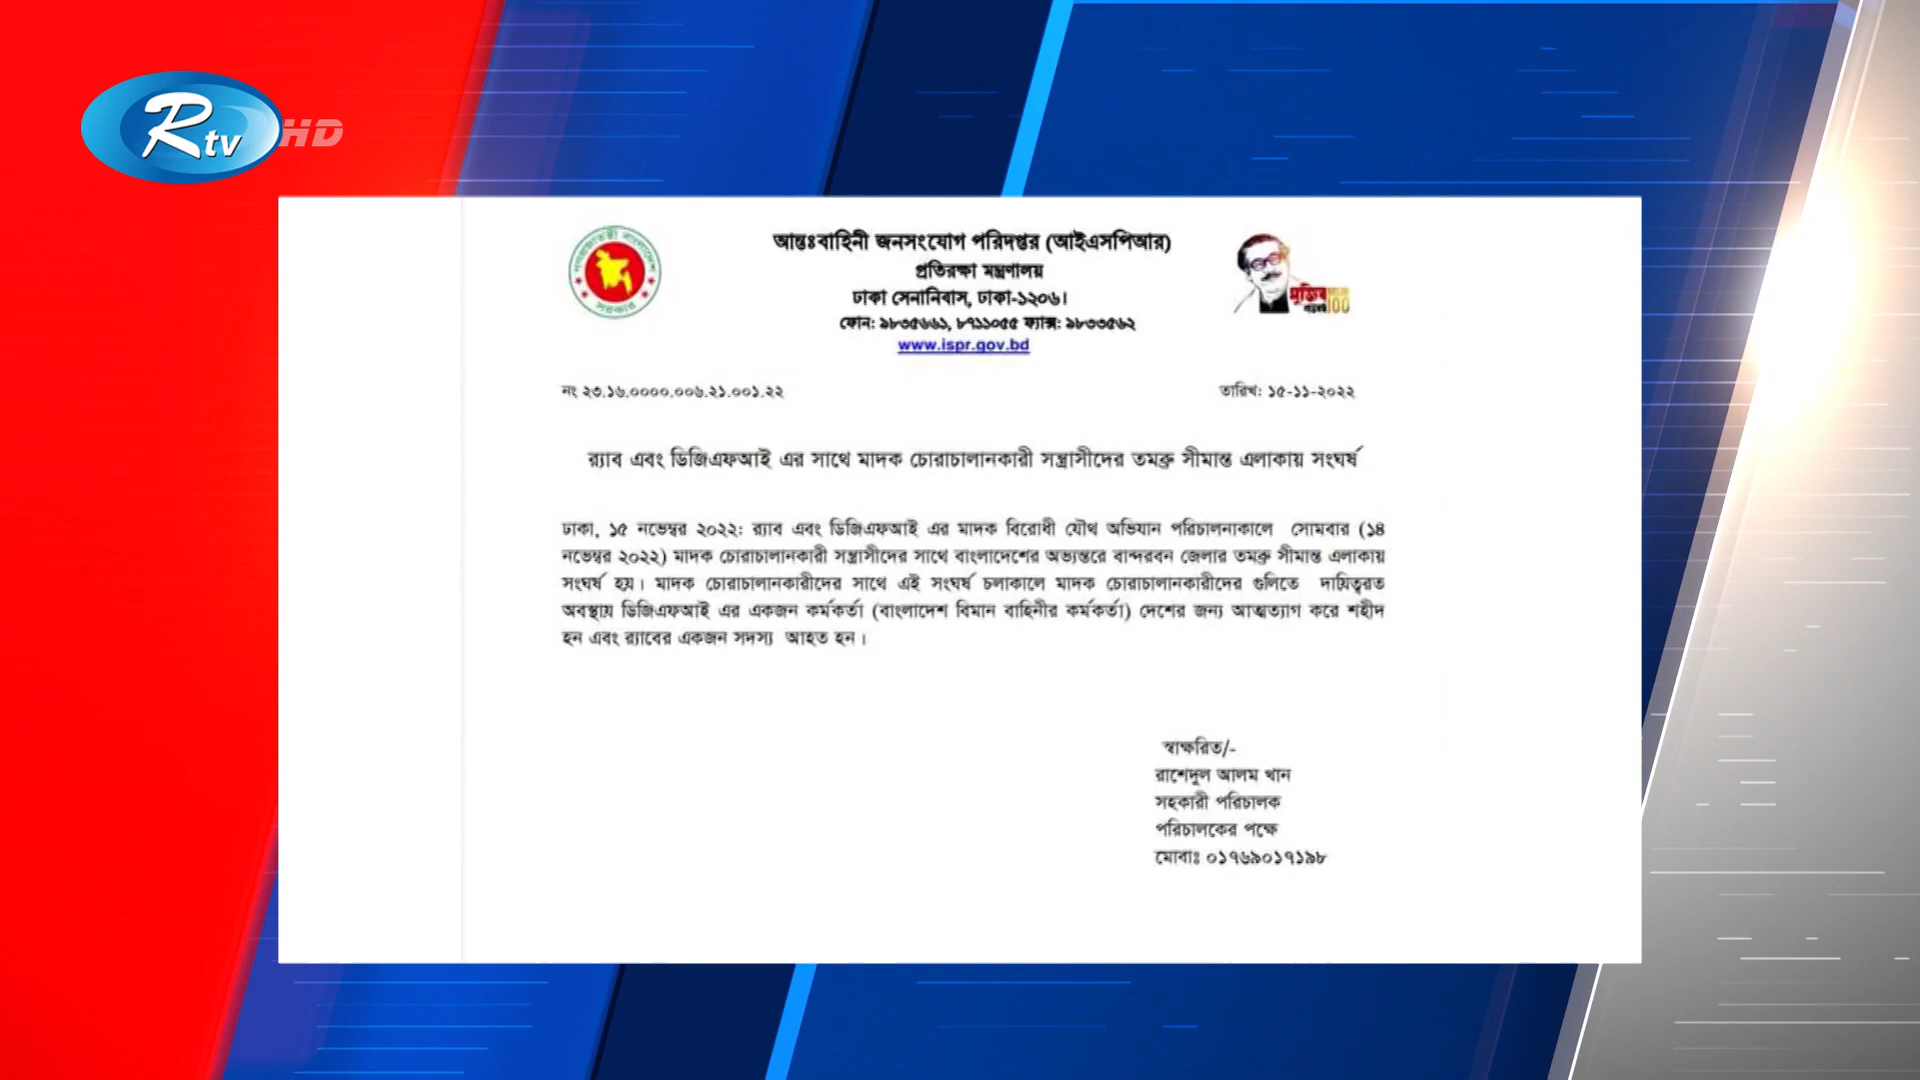 Rtv HD
আন্তঃবাহিনী জনসংযোগ পরিদপ্তর (আইএসপিআর)
প্রতিরক্ষা মন্ত্রণালয়
ঢাকা সেনানিবাস, ঢাকা-১২০৬।
ফোন: ৯৮৩৫৬৬১, ৮৭১১০৫৫ ফ্যাক্স: ৯৮৩৩৫৬২
www.ispr.gov.bd
নং ২৩.১৬.০০০০.০০৬.২১.০০১.২২
তারিখ: ১৫-১১-২০২২
র‍্যাব এবং ডিজিএফআই এর সাথে মাদক চোরাচালানকারী সন্ত্রাসীদের তমব্রু সীমান্ত এলাকায় সংঘর্ষ
ঢাকা, ১৫ নভেম্বর ২০২২: র‍্যাব এবং ডিজিএফআই এর মাদক বিরোধী যৌথ অভিযান পরিচালনাকালে সোমবার (১৪
নভেম্বর ২০২২) মাদক চোরাচালানকারী সন্ত্রাসীদের সাথে বাংলাদেশের অভ্যন্তরে বান্দরবন জেলার তমব্রু সীমান্ত এলাকায়
সংঘর্ষ হয়। মাদক চোরাচালানকারীদের সাথে এই সংঘর্ষ চলাকালে মাদক চোরাচালানকারীদের গুলিতে দায়িত্বরত
অবস্থায় ডিজিএফআই এর একজন কর্মকর্তা (বাংলাদেশ বিমান বাহিনীর কর্মকর্তা) দেশের জন্য আত্মত্যাগ করে শহীদ
হন এবং র‍্যাবের একজন সদস্য আহত হন।
স্বাক্ষরিত/-
রাশেদুল আলম খান
সহকারী পরিচালক
পরিচালকের পক্ষে
মোবাঃ ০১৭৬৯০১৭১৯৮